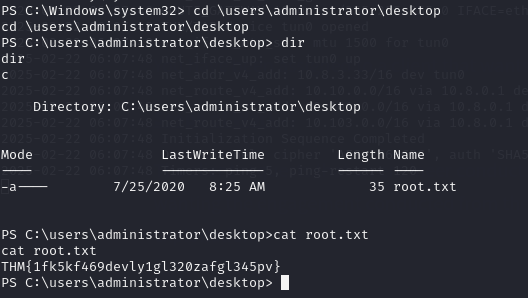 PS C:\Windows\system32> cd \users\administrator\desktop
cd \users\administrator\desktop
PS C:\users\administrator\desktop> dir
dir
c
Directory: C:\users\administrator\desktop
Mode LastWriteTime Length Name
---- ------------- ------ ----
-a---- 7/25/2020 8:25 AM 35 root.txt
PS C:\users\administrator\desktop>cat root.txt
cat root.txt
THM{1fk5kf469devly1gl320zafgl345pv}
PS C:\users\administrator\desktop>